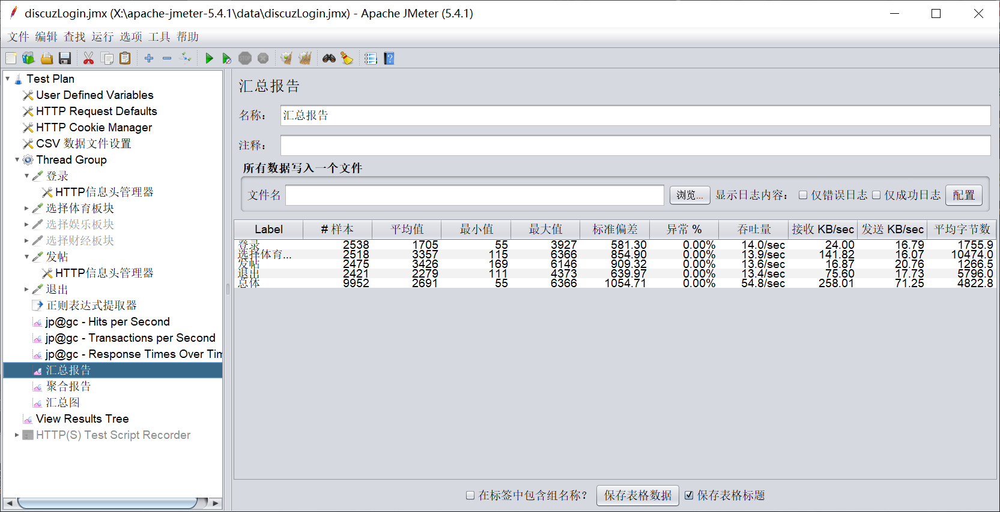 discuzLogin.jmx (X:\apache-jmeter-5.4.1\data\discuzLogin.jmx) - Apache JMeter (5.4.1)
文件 编辑 查找 运行 选项 工具 帮助
STOP
Test Plan
User Defined Variables
HTTP Request Defaults
HTTP Cookie Manager
CSV 数据文件设置
Thread Group
登录
HTTP信息头管理器
选择体育板块
选择娱乐板块
选择财经板块
发帖
HTTP信息头管理器
退出
正则表达式提取器
jp@gc - Hits per Second
jp@gc - Transactions per Second
jp@gc - Response Times Over Tim
汇总报告
聚合报告
汇总图
View Results Tree
HTTP(S) Test Script Recorder
汇总报告
名称： 汇总报告
注释：
所有数据写入一个文件
文件名 浏览... 显示日志内容： 仅错误日志 仅成功日志 配置
Label # 样本 平均值 最小值 最大值 标准偏差 异常 % 吞吐量 接收 KB/sec 发送 KB/sec 平均字节数
登录 2538 1705 55 3927 581.30 0.00% 14.0/sec 24.00 16.79 1755.9
选择体育... 2518 3357 115 6366 854.90 0.00% 13.9/sec 141.82 16.07 10474.0
发帖 2475 3426 169 6146 909.32 0.00% 13.6/sec 16.87 20.76 1266.5
退出 2421 2279 111 4373 639.97 0.00% 13.4/sec 75.60 17.73 5796.0
总体 9952 2691 55 6366 1054.71 0.00% 54.8/sec 258.01 71.25 4822.8
在标签中包含组名称？ 保存表格数据 保存表格标题